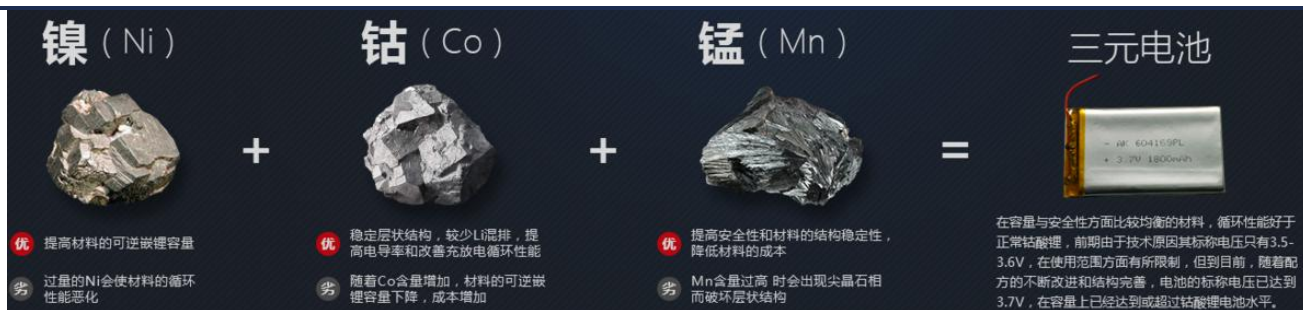 镍（Ni）
钴（Co）
锰（Mn）
三元电池
+
+
=
- AK 604169PL
+ 3.7V 1800mAh
优
提高材料的可逆嵌锂容量
劣
过量的Ni会使材料的循环
性能恶化
优
稳定层状结构，较少Li混排，提
高电导率和改善充放电循环性能
劣
随着Co含量增加，材料的可逆嵌
锂容量下降，成本增加
优
提高安全性和材料的结构稳定性，
降低材料的成本
劣
Mn含量过高 时会出现尖晶石相
而破坏层状结构
在容量与安全性方面比较均衡的材料，循环性能好于
正常钴酸锂，前期由于技术原因其标称电压只有3.5-
3.6V，在使用范围方面有所限制，但到目前，随着配
方的不断改进和结构完善，电池的标称电压已达到
3.7V，在容量上已经达到或超过钴酸锂电池水平。